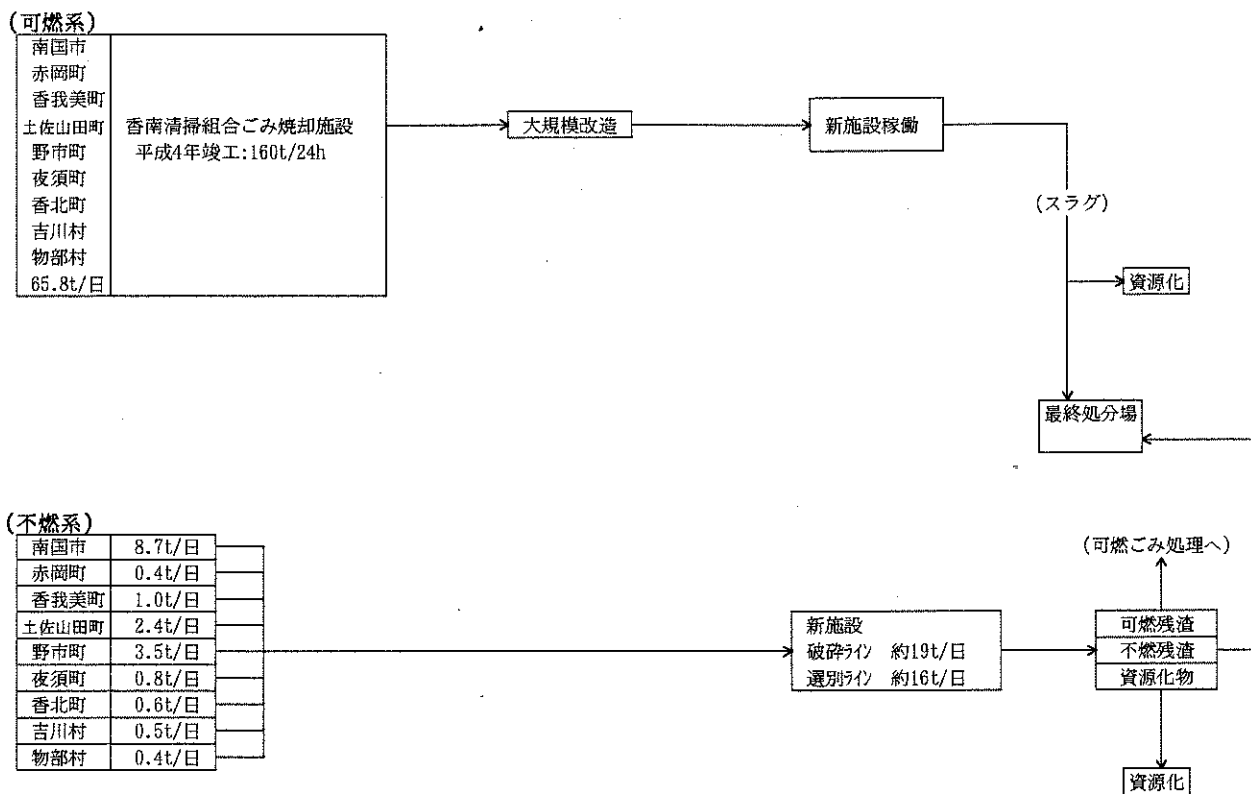 (可燃系)
南国市
赤岡町
香我美町
土佐山田町
野市町
夜須町
香北町
吉川村
物部村
65.8t/日
香南清掃組合ごみ焼却施設
平成4年竣工:160t/24h
大規模改造
新施設稼働
(スラグ)
資源化
最終処分場
(不燃系)
南国市 8.7t/日
赤岡町 0.4t/日
香我美町 1.0t/日
土佐山田町 2.4t/日
野市町 3.5t/日
夜須町 0.8t/日
香北町 0.6t/日
吉川村 0.5t/日
物部村 0.4t/日
新施設
破砕ライン 約19t/日
選別ライン 約16t/日
(可燃ごみ処理へ)
可燃残渣
不燃残渣
資源化物
資源化